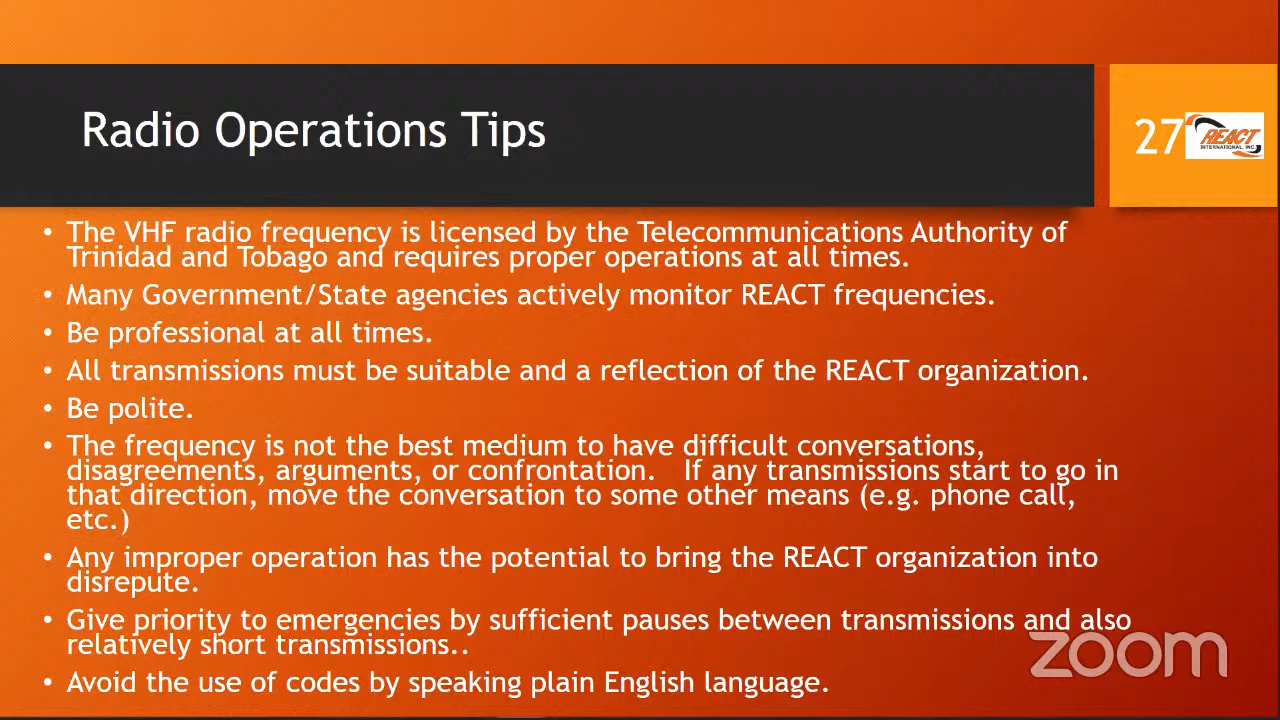 Radio Operations Tips
27
REACT
INTERNATIONAL, INC.
• The VHF radio frequency is licensed by the Telecommunications Authority of
Trinidad and Tobago and requires proper operations at all times.
• Many Government/State agencies actively monitor REACT frequencies.
• Be professional at all times.
• All transmissions must be suitable and a reflection of the REACT organization.
• Be polite.
• The frequency is not the best medium to have difficult conversations,
disagreements, arguments, or confrontation.   If any transmissions start to go in
that direction, move the conversation to some other means (e.g. phone call,
etc.)
• Any improper operation has the potential to bring the REACT organization into
disrepute.
• Give priority to emergencies by sufficient pauses between transmissions and also
relatively short transmissions..
• Avoid the use of codes by speaking plain English language.
zoom